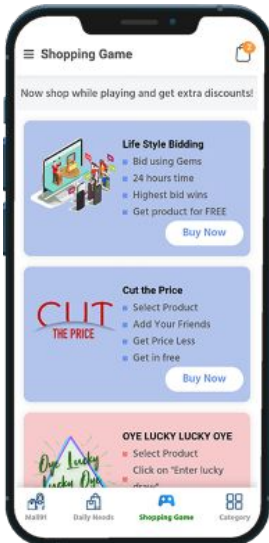 Shopping Game
Now shop while playing and get extra discounts!
Life Style Bidding
Bid using Gems
24 hours time
Highest bid wins
Get product for FREE
Buy Now
CUT
THE PRICE
Cut the Price
Select Product
Add Your Friends
Get Price Less
Get in free
Buy Now
Oye Lucky
Lucky Oye
OYE LUCKY LUCKY OYE
Select Product
Click on "Enter lucky
draw"
Daily Needs
Shopping Game
Category